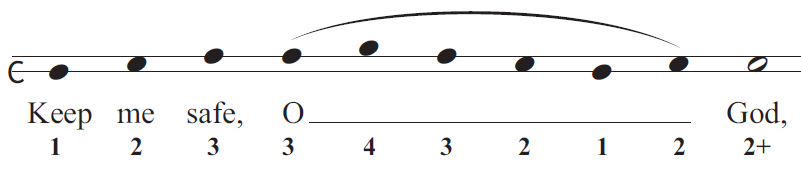 C
Keep me safe, O God,
1 2 3 3 4 3 2 1 2 2+